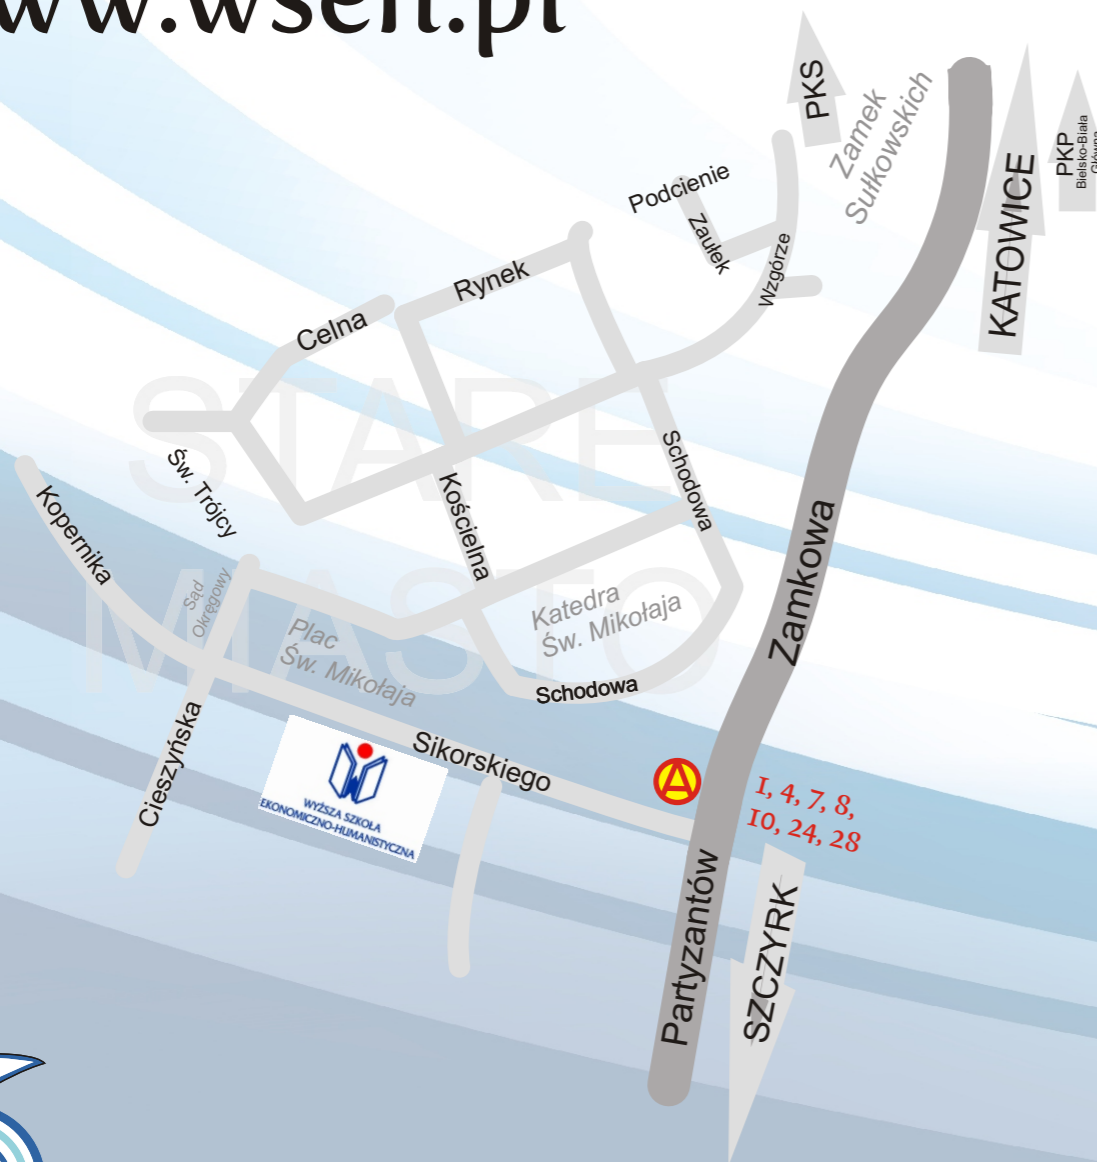 www.wseh.pl
PKS
Zamek
Sułkowskich
KATOWICE
PKP
Bielsko-Biała
Główna
Podcienie
Zaułek
Wzgórze
Rynek
Celna
STARE
MIASTO
Św. Trójcy
Kopernika
Kościelna
Schodowa
Zamkowa
Sąd
Okręgowy
Plac
Św. Mikołaja
Katedra
Św. Mikołaja
Schodowa
Cieszyńska
Sikorskiego
WYŻSZA SZKOŁA
EKONOMICZNO-HUMANISTYCZNA
A
1, 4, 7, 8,
10, 24, 28
Partyzantów
SZCZYRK